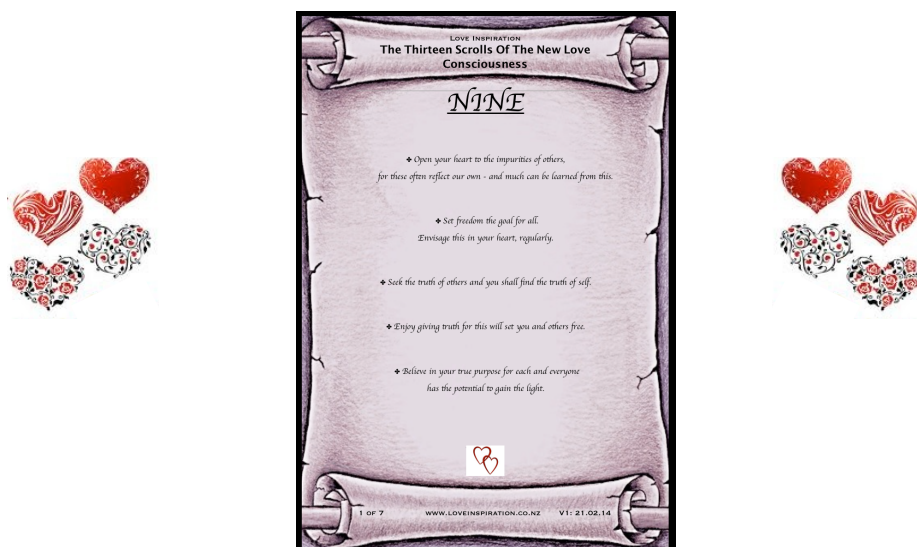 Love Inspiration
The Thirteen Scrolls Of The New Love
Consciousness
NINE
✤ Open your heart to the impurities of others,
for these often reflect our own - and much can be learned from this.
✤ Set freedom the goal for all.
Envisage this in your heart, regularly.
✤ Seek the truth of others and you shall find the truth of self.
✤ Enjoy giving truth for this will set you and others free.
✤ Believe in your true purpose for each and everyone
has the potential to gain the light.
1 of 7 www.loveinspiration.co.nz V1: 21.02.14